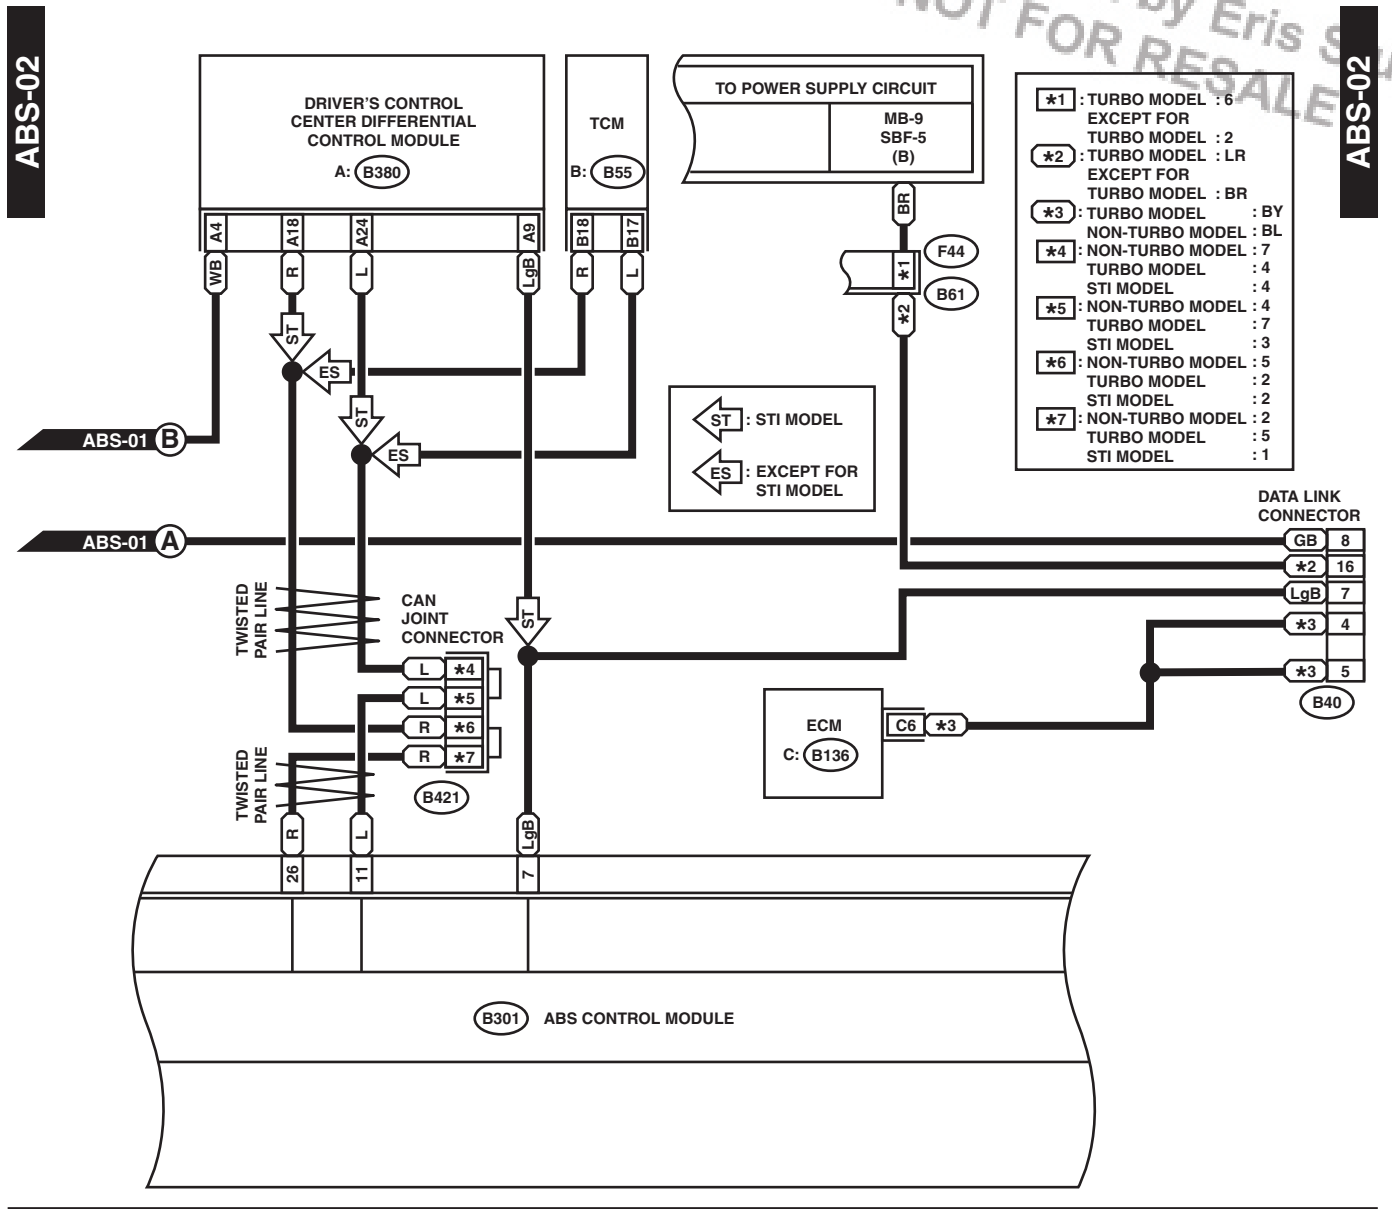 by Eris Su
NOT FOR RESALE
ABS-02
ABS-02
DRIVER'S CONTROL
CENTER DIFFERENTIAL
CONTROL MODULE
A: B380
TCM
B: B55
TO POWER SUPPLY CIRCUIT
MB-9
SBF-5
(B)
*1 : TURBO MODEL : 6
EXCEPT FOR
TURBO MODEL : 2
*2 : TURBO MODEL : LR
EXCEPT FOR
TURBO MODEL : BR
*3 : TURBO MODEL : BY
NON-TURBO MODEL : BL
*4 : NON-TURBO MODEL : 7
TURBO MODEL : 4
STI MODEL : 4
*5 : NON-TURBO MODEL : 4
TURBO MODEL : 7
STI MODEL : 3
*6 : NON-TURBO MODEL : 5
TURBO MODEL : 2
STI MODEL : 2
*7 : NON-TURBO MODEL : 2
TURBO MODEL : 5
STI MODEL : 1
A4 A18 A24 A9 B18 B17
WB R L LgB R L
BR
*1 F44
B61
*2
ST
ES
ST
ES
ABS-01 B
ST : STI MODEL
ES : EXCEPT FOR
STI MODEL
ABS-01 A
DATA LINK
CONNECTOR
GB 8
*2 16
LgB 7
*3 4
*3 5
B40
TWISTED
PAIR LINE
CAN
JOINT
CONNECTOR
ST
L *4
L *5
R *6
R *7
B421
TWISTED
PAIR LINE
ECM
C: B136
C6 *3
R L LgB
26 11 7
B301 ABS CONTROL MODULE